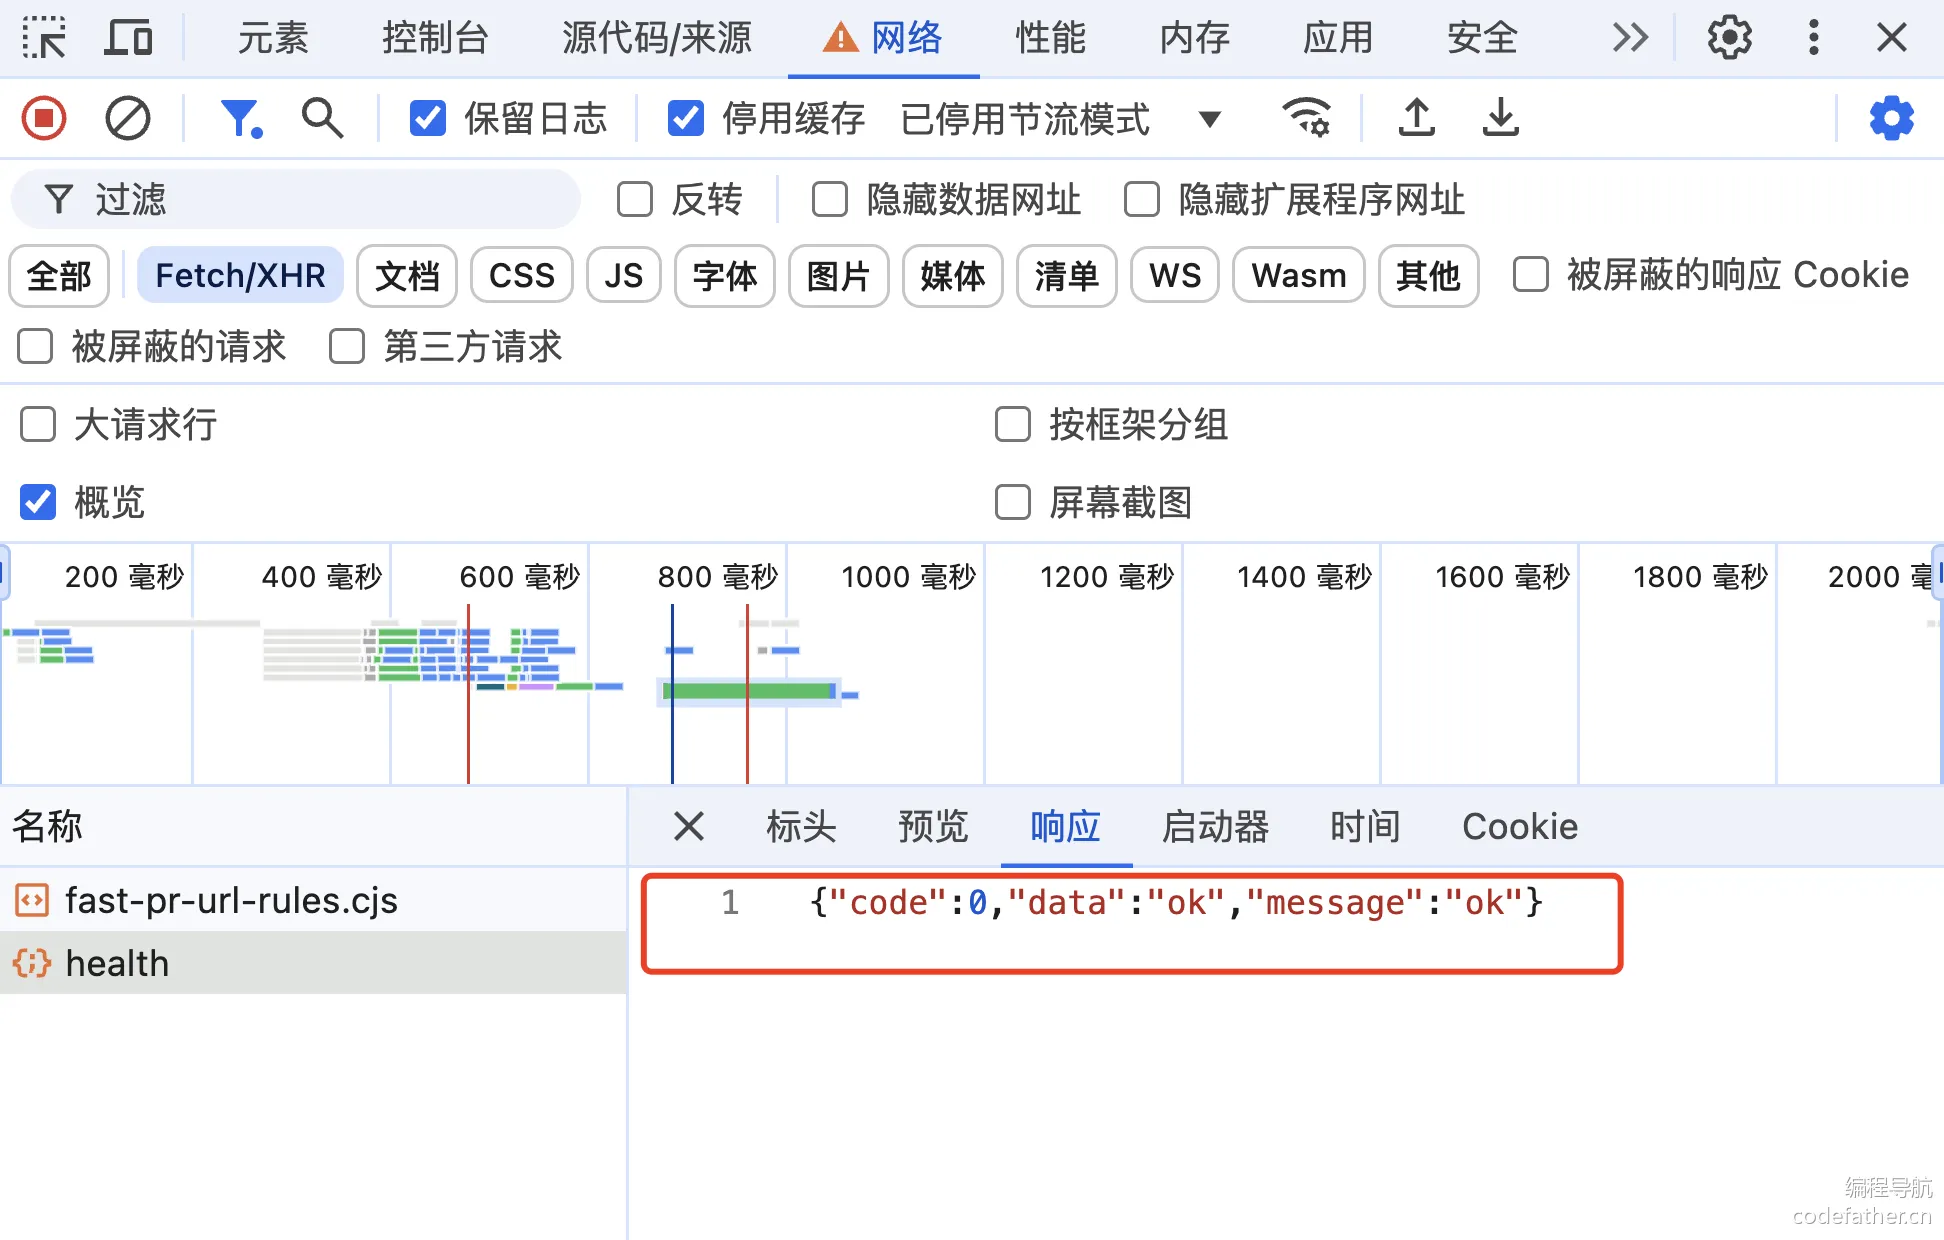 元素 控制台 源代码/来源 网络 性能 内存 应用 安全
保留日志 停用缓存 已停用节流模式
过滤 反转 隐藏数据网址 隐藏扩展程序网址
全部 Fetch/XHR 文档 CSS JS 字体 图片 媒体 清单 WS Wasm 其他 被屏蔽的响应 Cookie
被屏蔽的请求 第三方请求
大请求行 按框架分组
概览 屏幕截图
200 毫秒 400 毫秒 600 毫秒 800 毫秒 1000 毫秒 1200 毫秒 1400 毫秒 1600 毫秒 1800 毫秒 2000 毫
名称 标头 预览 响应 启动器 时间 Cookie
fast-pr-url-rules.cjs
1 {"code":0,"data":"ok","message":"ok"}
health
编程导航
codefather.cn